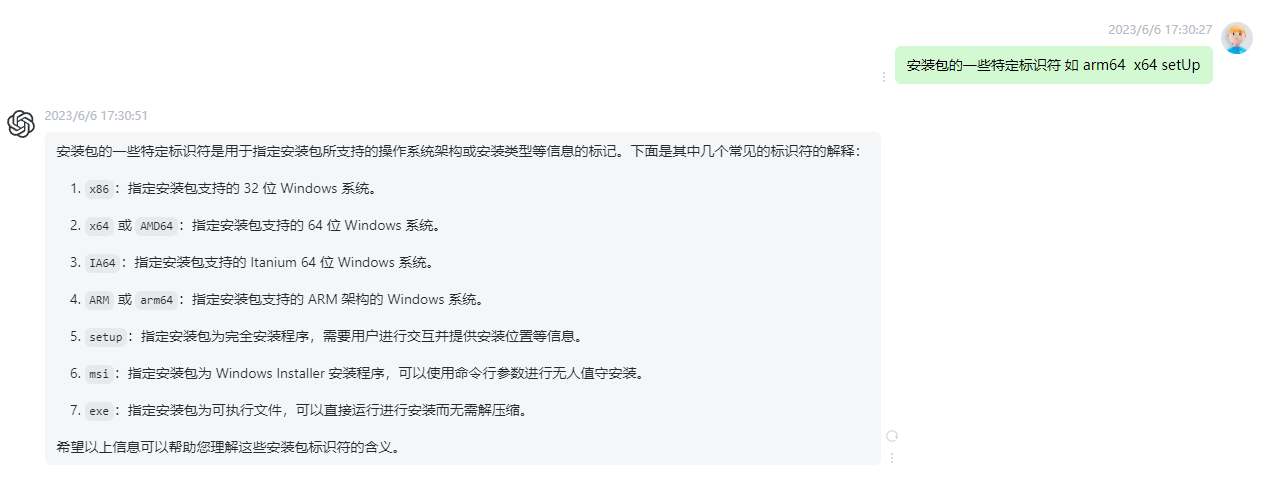 2023/6/6 17:30:27
安装包的一些特定标识符 如 arm64  x64 setUp
2023/6/6 17:30:51
安装包的一些特定标识符是用于指定安装包所支持的操作系统架构或安装类型等信息的标记。下面是其中几个常见的标识符的解释：
1. x86：指定安装包支持的 32 位 Windows 系统。
2. x64 或 AMD64：指定安装包支持的 64 位 Windows 系统。
3. IA64：指定安装包支持的 Itanium 64 位 Windows 系统。
4. ARM 或 arm64：指定安装包支持的 ARM 架构的 Windows 系统。
5. setup：指定安装包为完全安装程序，需要用户进行交互并提供安装位置等信息。
6. msi：指定安装包为 Windows Installer 安装程序，可以使用命令行参数进行无人值守安装。
7. exe：指定安装包为可执行文件，可以直接运行进行安装而无需解压缩。
希望以上信息可以帮助您理解这些安装包标识符的含义。